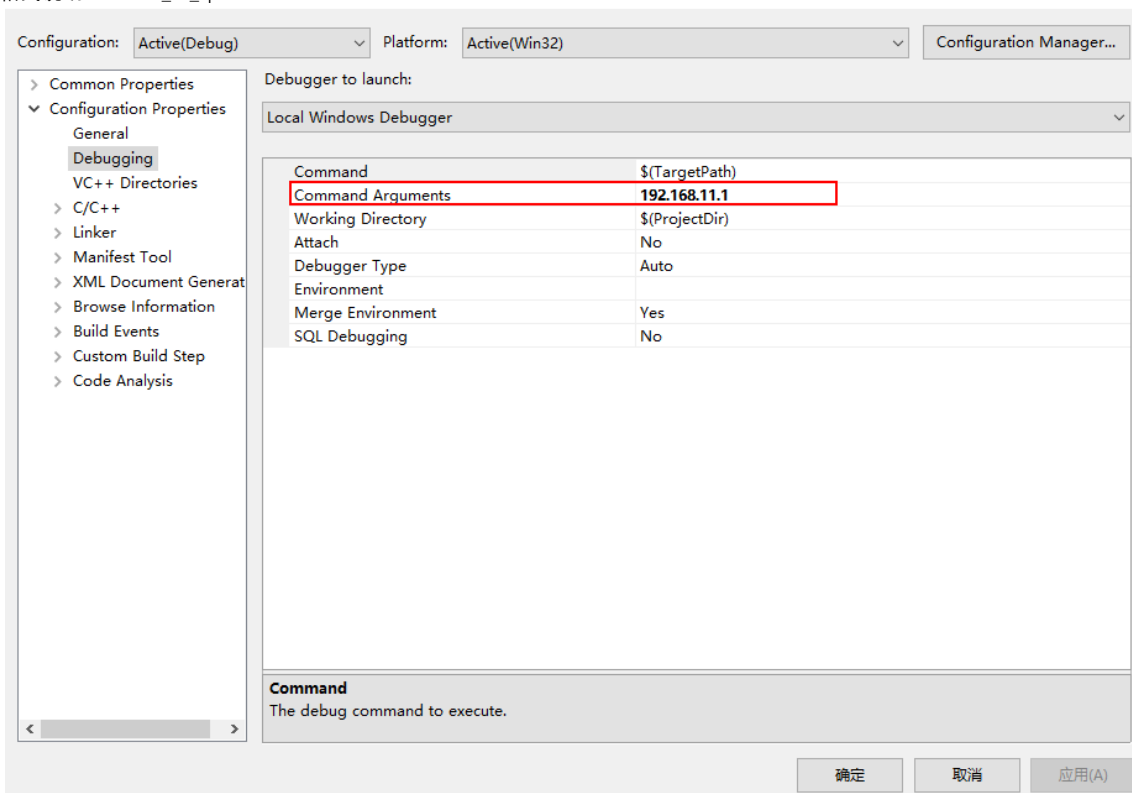 Configuration: Active(Debug) Platform: Active(Win32) Configuration Manager...
Common Properties
Configuration Properties
General
Debugging
VC++ Directories
C/C++
Linker
Manifest Tool
XML Document Generat
Browse Information
Build Events
Custom Build Step
Code Analysis
Debugger to launch:
Local Windows Debugger
Command $(TargetPath)
Command Arguments 192.168.11.1
Working Directory $(ProjectDir)
Attach No
Debugger Type Auto
Environment
Merge Environment Yes
SQL Debugging No
Command
The debug command to execute.
确定 取消 应用(A)